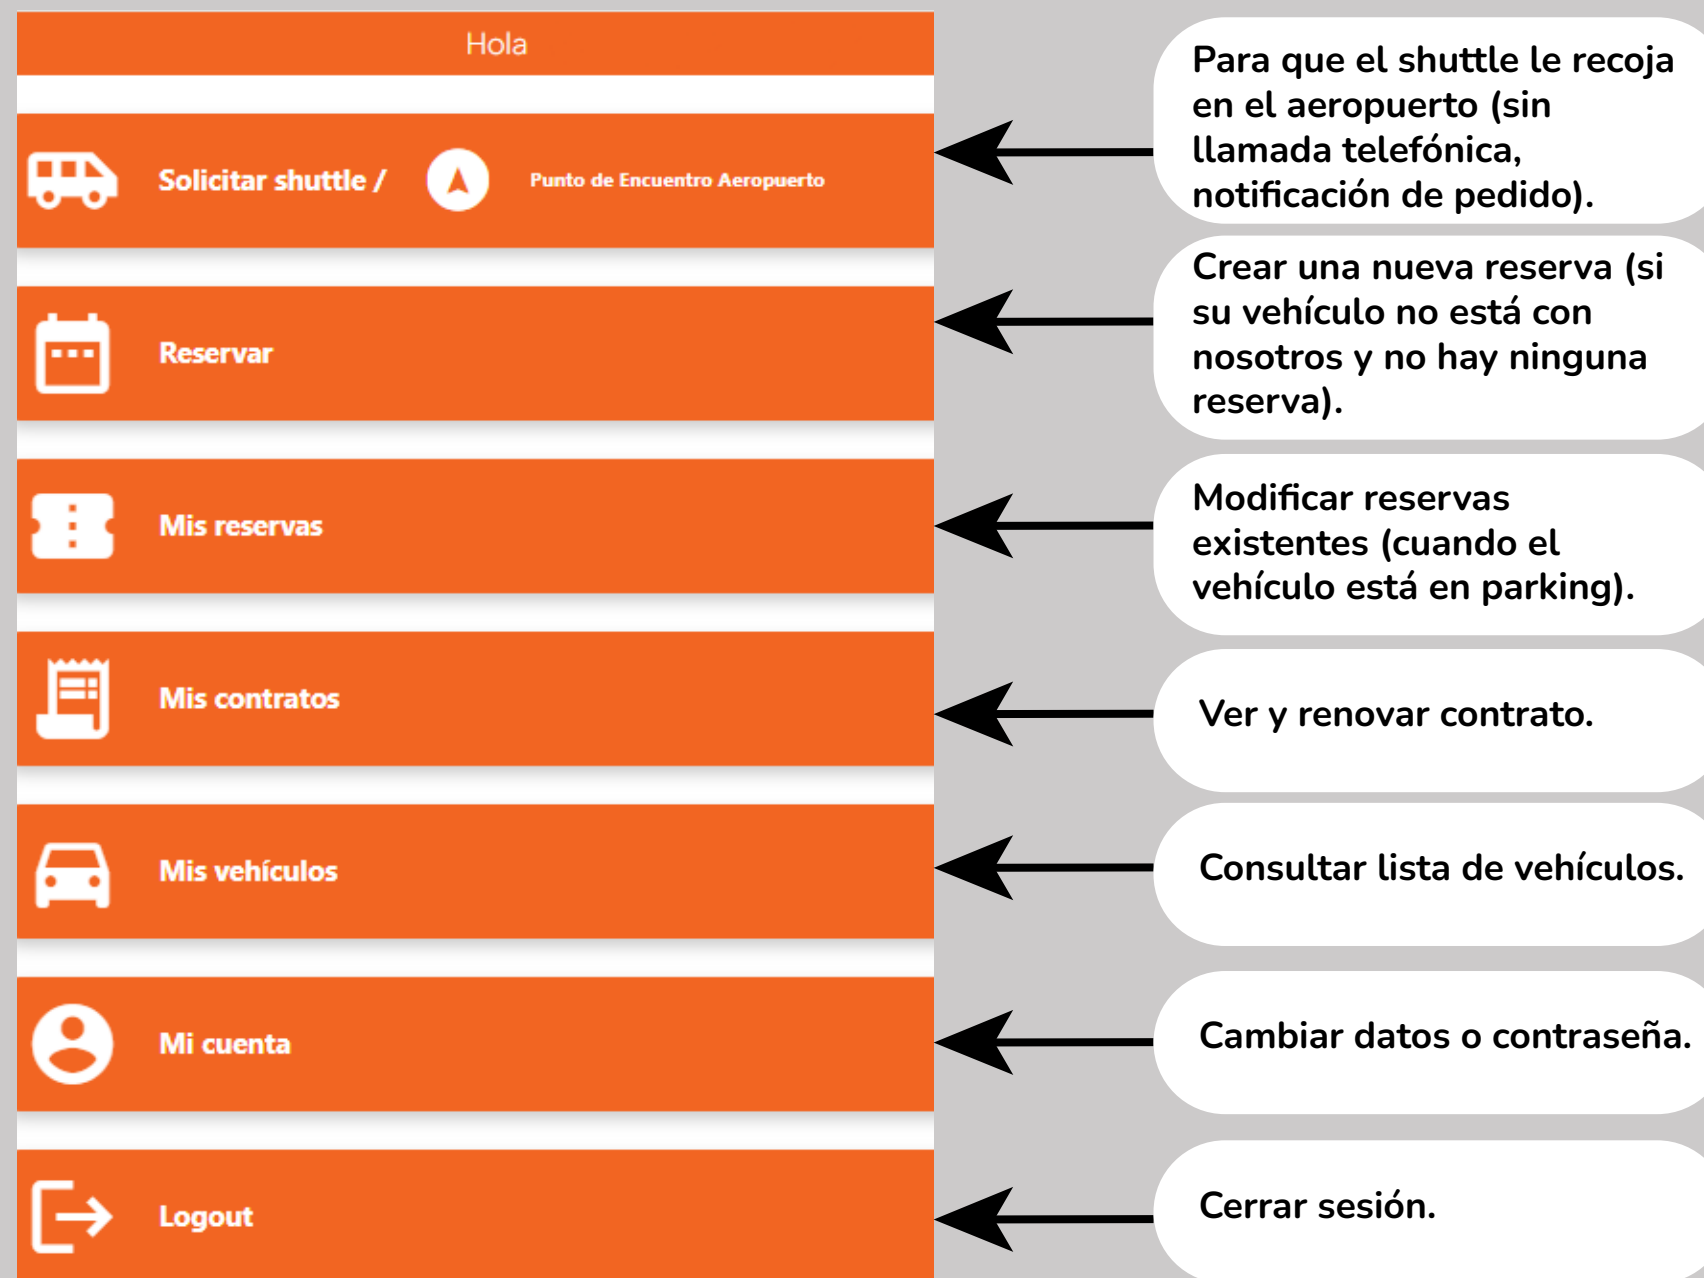 Hola
Solicitar shuttle /
Punto de Encuentro Aeropuerto
Para que el shuttle le recoja
en el aeropuerto (sin
llamada telefónica,
notificación de pedido).
Reservar
Crear una nueva reserva (si
su vehículo no está con
nosotros y no hay ninguna
reserva).
Mis reservas
Modificar reservas
existentes (cuando el
vehículo está en parking).
Mis contratos
Ver y renovar contrato.
Mis vehículos
Consultar lista de vehículos.
Mi cuenta
Cambiar datos o contraseña.
Logout
Cerrar sesión.